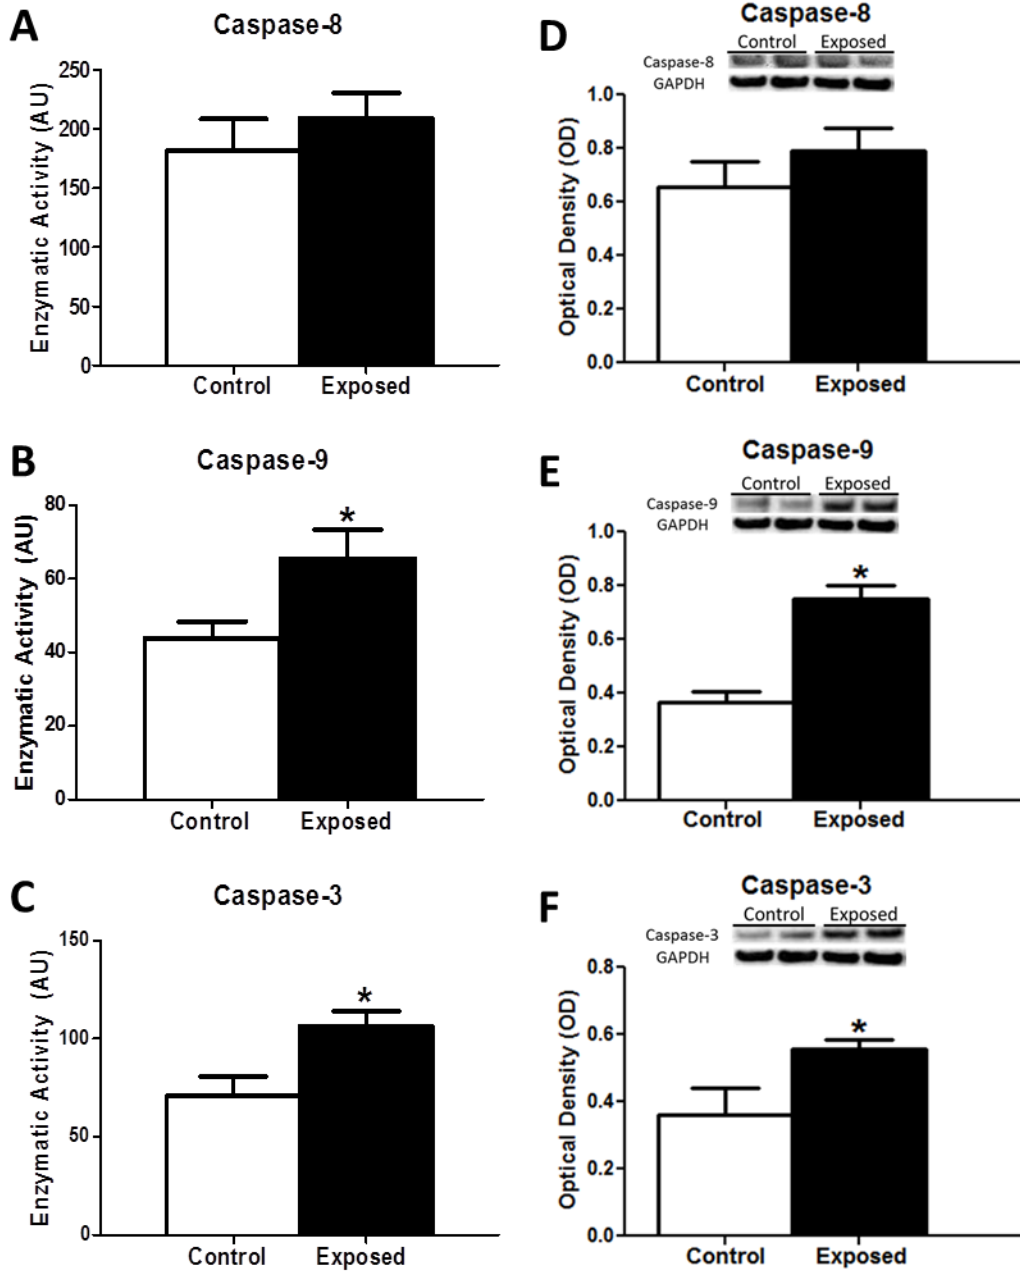 A
Caspase-8
Enzymatic Activity (AU)
250
200
150
100
50
0
Control Exposed
D
Caspase-8
Control Exposed
Caspase-8
GAPDH
Optical Density (OD)
1.0
0.8
0.6
0.4
0.2
0.0
Control Exposed
B
Caspase-9
Enzymatic Activity (AU)
80
60
40
20
0
*
Control Exposed
E
Caspase-9
Control Exposed
Caspase-9
GAPDH
Optical Density (OD)
1.0
0.8
0.6
0.4
0.2
0.0
*
Control Exposed
C
Caspase-3
Enzymatic Activity (AU)
150
100
50
0
*
Control Exposed
F
Caspase-3
Control Exposed
Caspase-3
GAPDH
Optical Density (OD)
0.8
0.6
0.4
0.2
0.0
*
Control Exposed